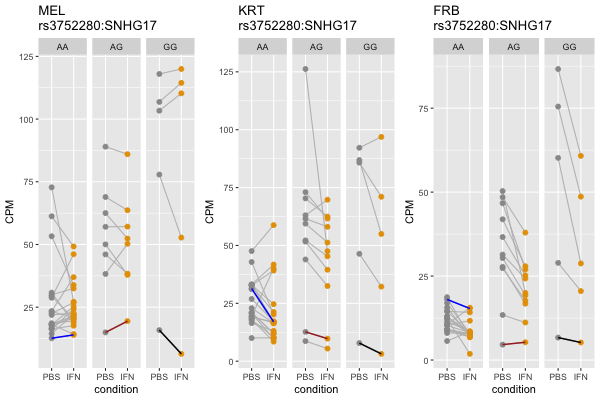 MEL
rs3752280:SNHG17
AA AG GG
CPM
125
100
75
50
25
PBS IFN PBS IFN PBS IFN
condition
KRT
rs3752280:SNHG17
AA AG GG
CPM
125
100
75
50
25
0
PBS IFN PBS IFN PBS IFN
condition
FRB
rs3752280:SNHG17
AA AG GG
CPM
75
50
25
0
PBS IFN PBS IFN PBS IFN
condition